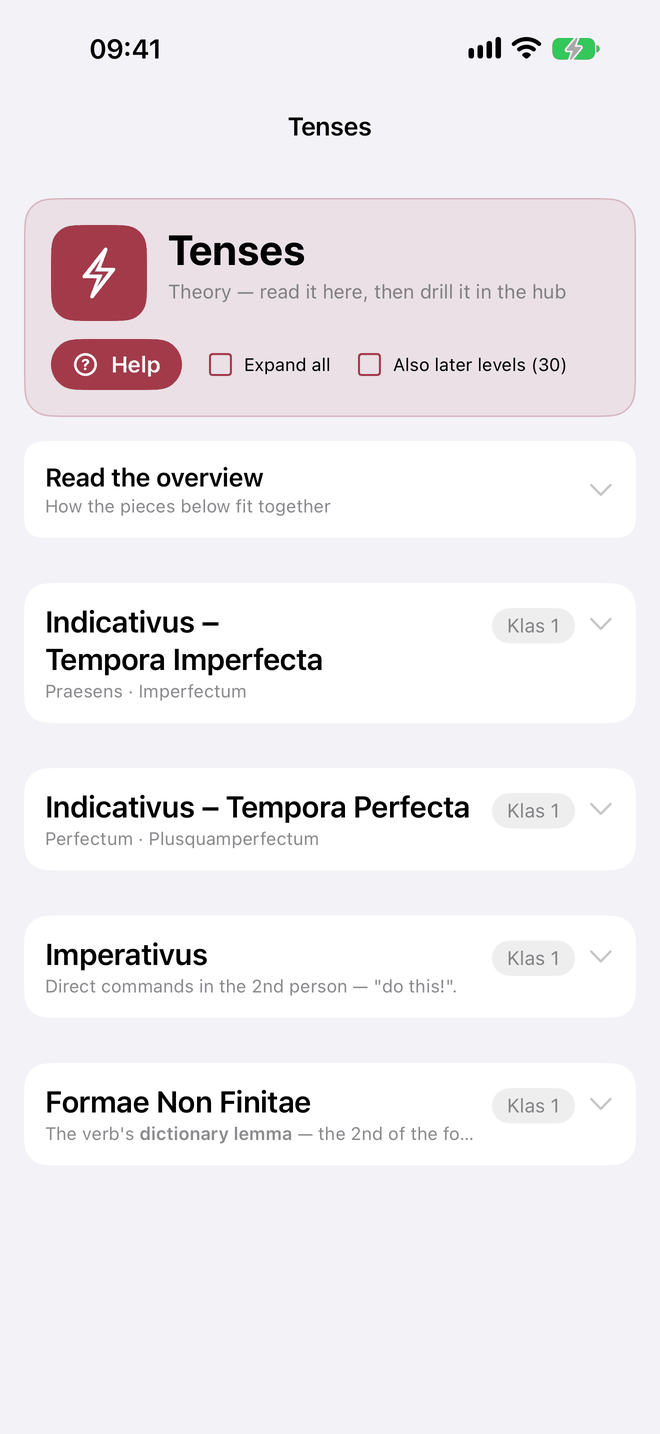 09:41
Tenses
Tenses
Theory — read it here, then drill it in the hub
Help
Expand all
Also later levels (30)
Read the overview
How the pieces below fit together
Indicativus –
Tempora Imperfecta
Klas 1
Praesens · Imperfectum
Indicativus – Tempora Perfecta
Klas 1
Perfectum · Plusquamperfectum
Imperativus
Klas 1
Direct commands in the 2nd person — "do this!".
Formae Non Finitae
Klas 1
The verb's dictionary lemma — the 2nd of the fo...